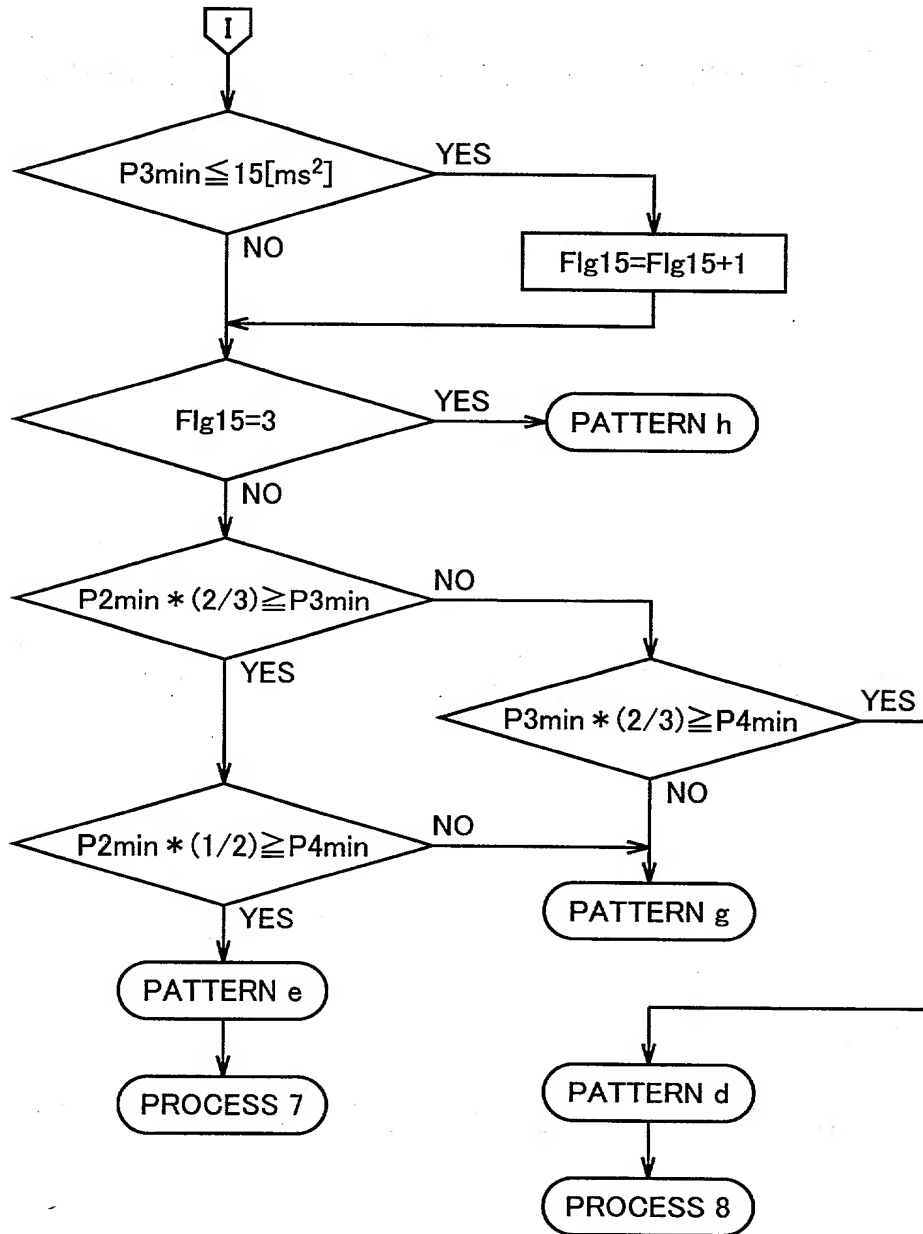 I
P3min≦15[ms²]
YES
NO
Flg15=Flg15+1
Flg15=3
YES
PATTERN h
NO
P2min*(2/3)≧P3min
NO
YES
P3min*(2/3)≧P4min
YES
NO
P2min*(1/2)≧P4min
NO
YES
PATTERN g
PATTERN e
PATTERN d
PROCESS 7
PROCESS 8